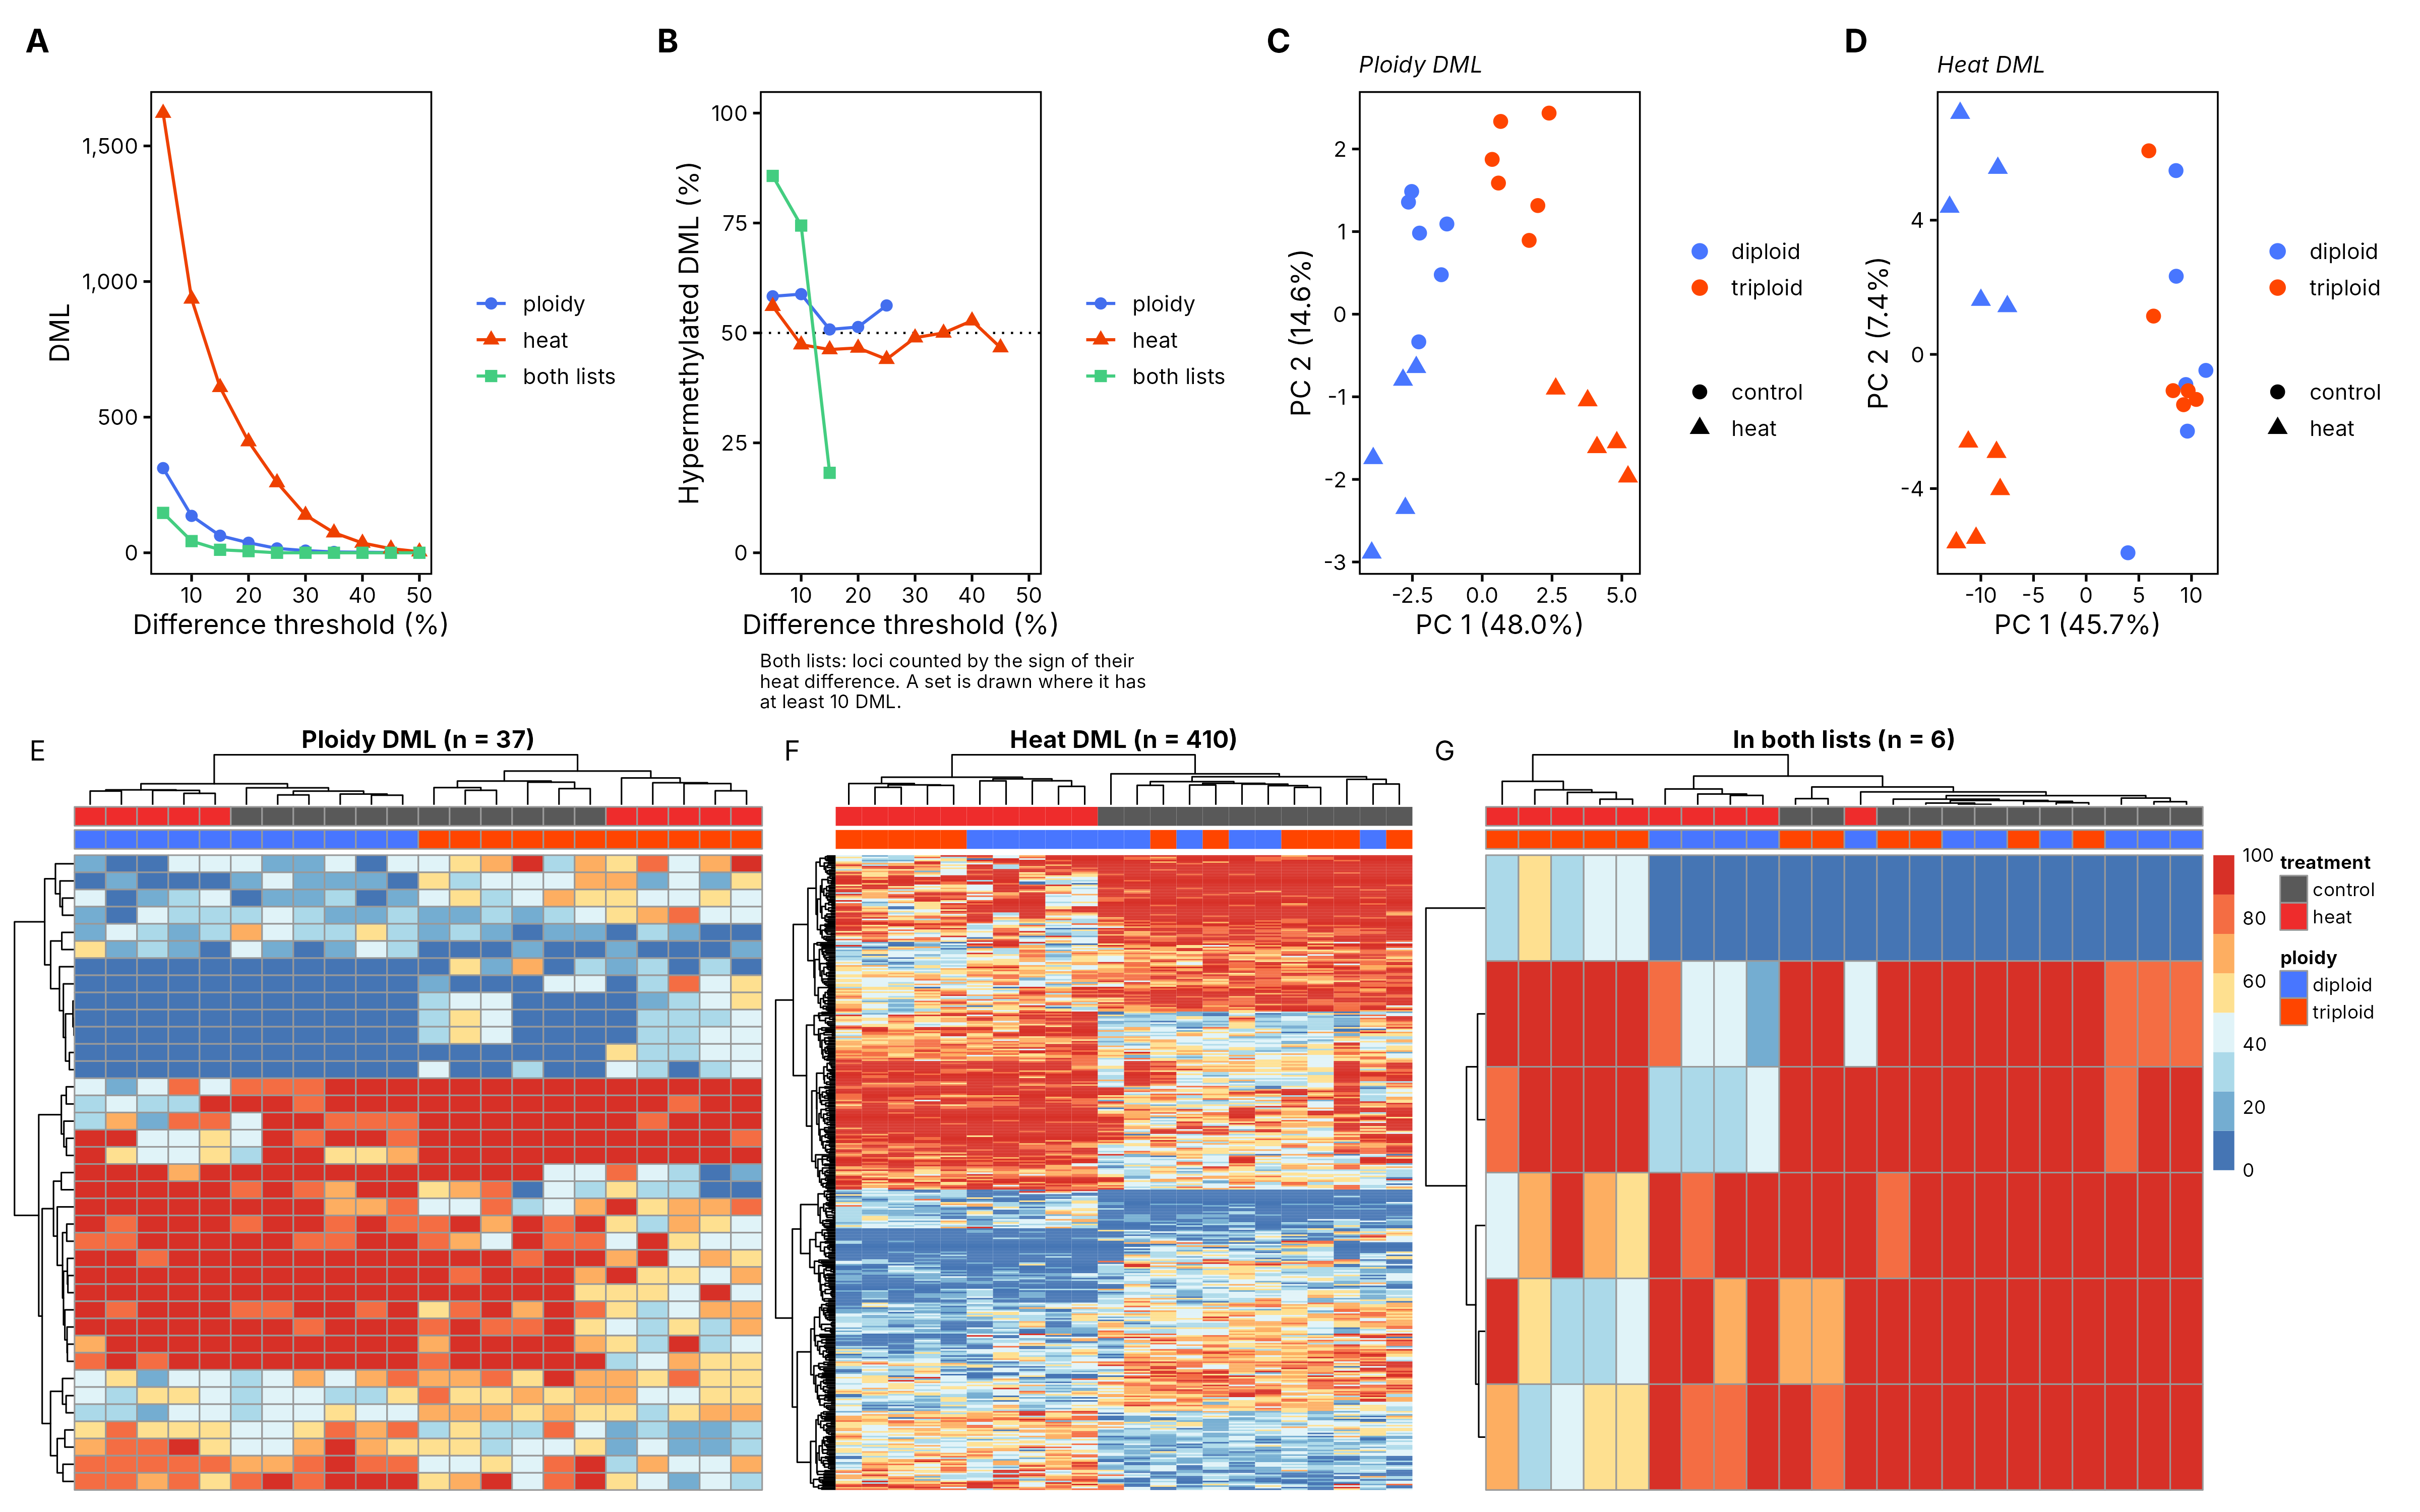 A
B
C
D
Ploidy DML
Heat DML
1,500
1,000
500
0
DML
10 20 30 40 50
Difference threshold (%)
ploidy
heat
both lists
100
75
50
25
0
Hypermethylated DML (%)
10 20 30 40 50
Difference threshold (%)
ploidy
heat
both lists
Both lists: loci counted by the sign of their
heat difference. A set is drawn where it has
at least 10 DML.
2
1
0
-1
-2
-3
PC 2 (14.6%)
-2.5 0.0 2.5 5.0
PC 1 (48.0%)
diploid
triploid
control
heat
4
0
-4
PC 2 (7.4%)
-10 -5 0 5 10
PC 1 (45.7%)
diploid
triploid
control
heat
E
Ploidy DML (n = 37)
F
Heat DML (n = 410)
G
In both lists (n = 6)
100
80
60
40
20
0
treatment
control
heat
ploidy
diploid
triploid